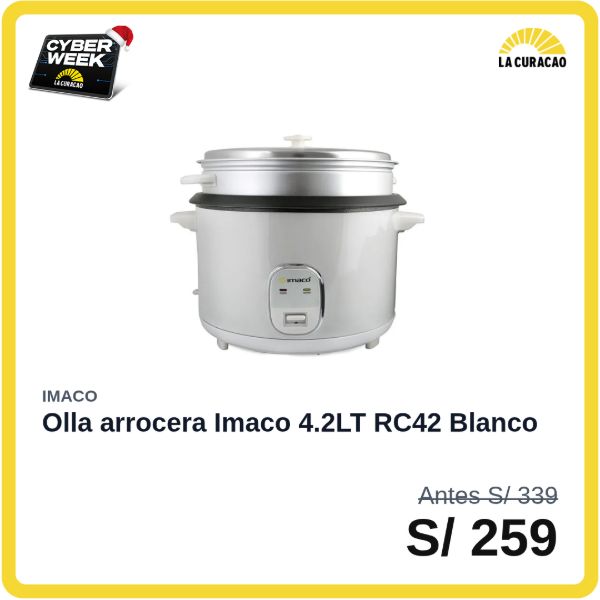 CYBER
WEEK
LA CURACAO
LA CURACAO
imaco
IMACO
Olla arrocera Imaco 4.2LT RC42 Blanco
Antes S/ 339
S/ 259